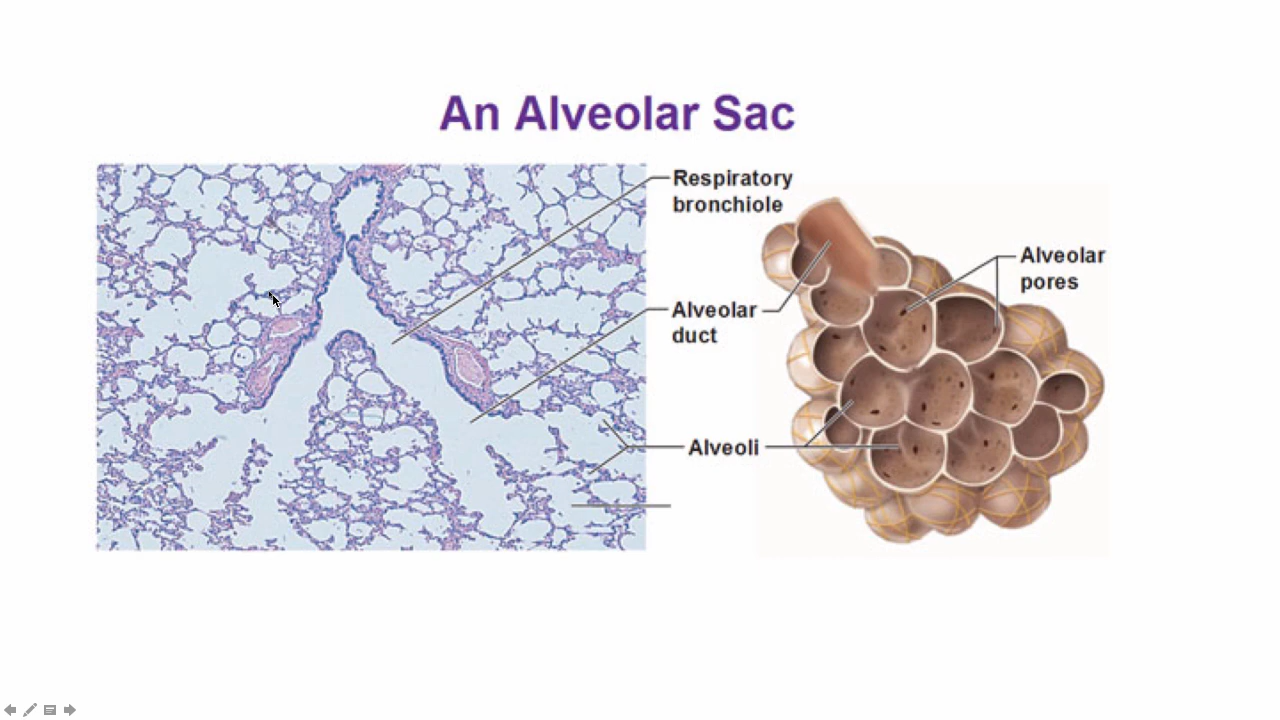 An Alveolar Sac
Respiratory
bronchiole
Alveolar
pores
Alveolar
duct
Alveoli